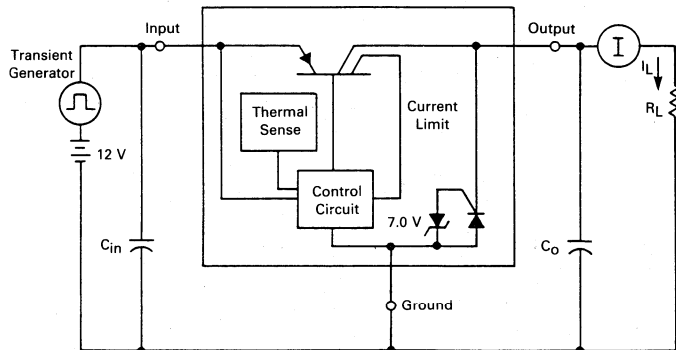 Transient
Generator
Input
Output
I
I_L
R_L
Thermal
Sense
Current
Limit
12 V
Control
Circuit
7.0 V
C_in
C_o
Ground